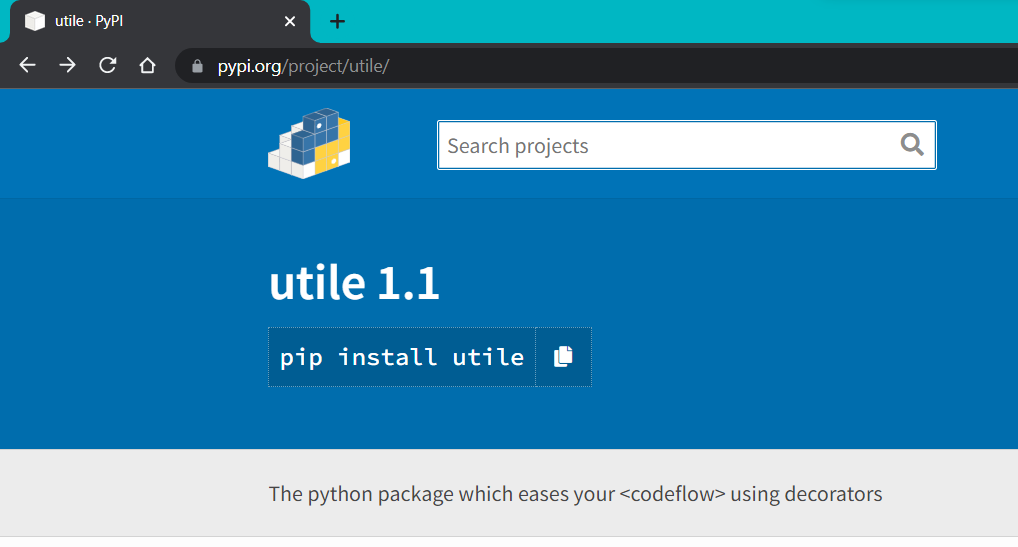 utile · PyPI
pypi.org/project/utile/
Search projects
utile 1.1
pip install utile
The python package which eases your <codeflow> using decorators